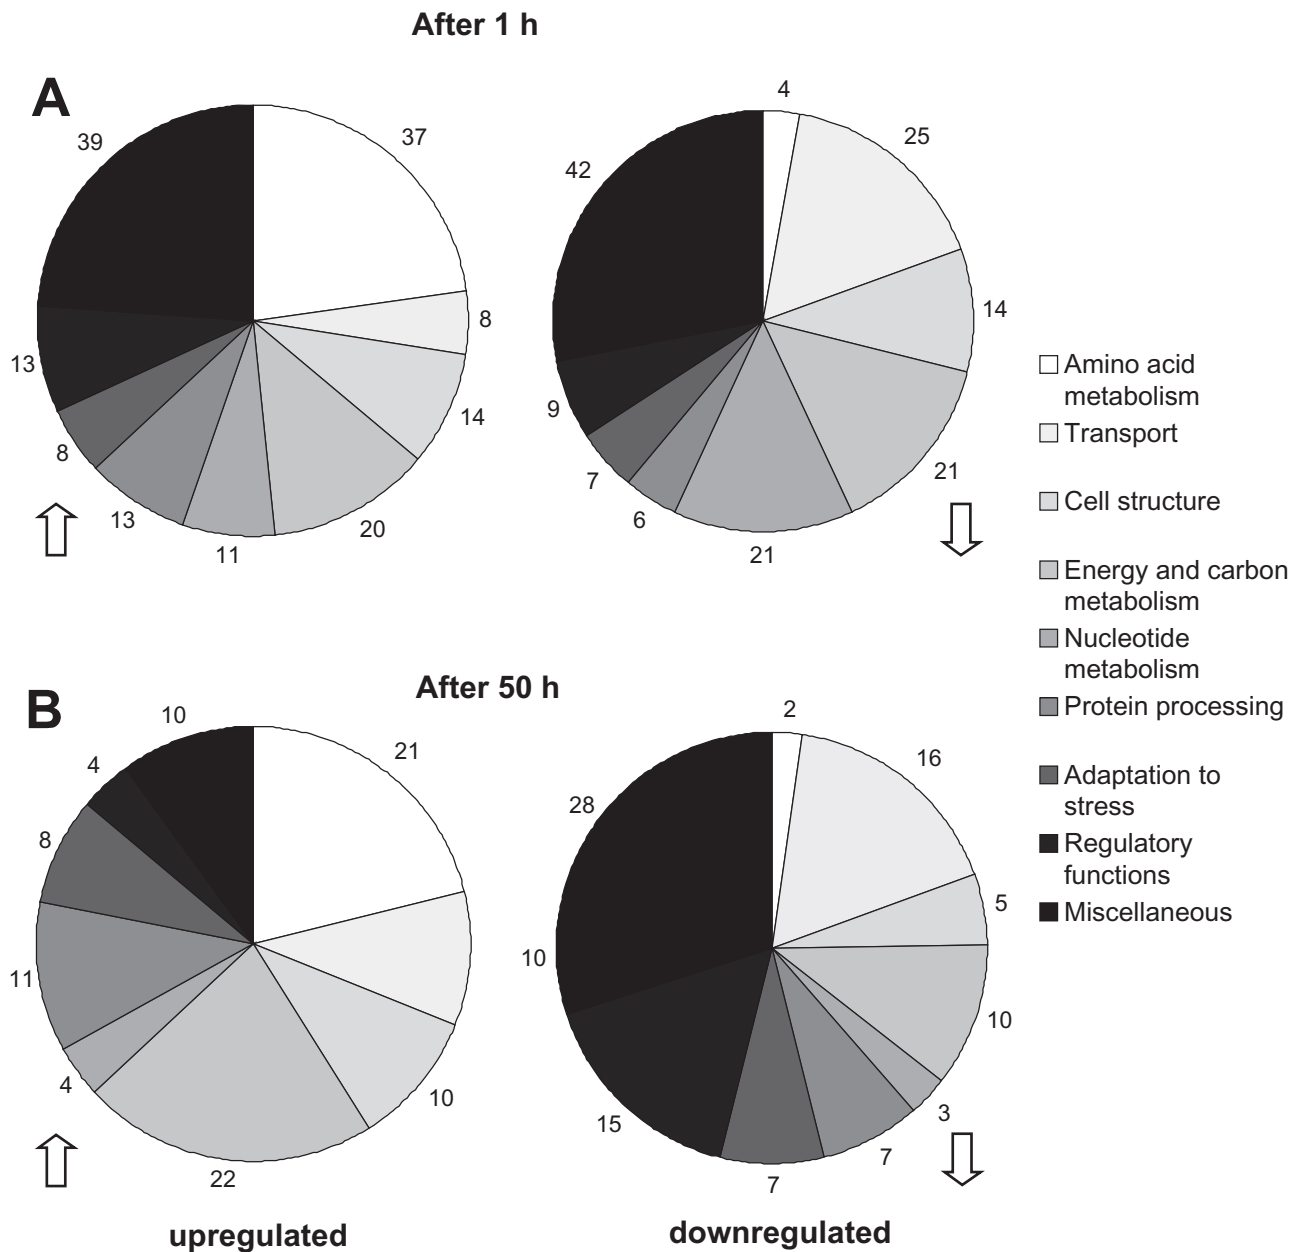 After 1 h
A
39
37
8
14
20
11
13
8
13
4
25
14
21
21
6
7
9
42
Amino acid
metabolism
Transport
Cell structure
Energy and carbon
metabolism
Nucleotide
metabolism
Protein processing
Adaptation to
stress
Regulatory
functions
Miscellaneous
After 50 h
B
10
21
10
22
4
11
8
4
2
16
5
10
3
7
7
15
10
28
upregulated
downregulated